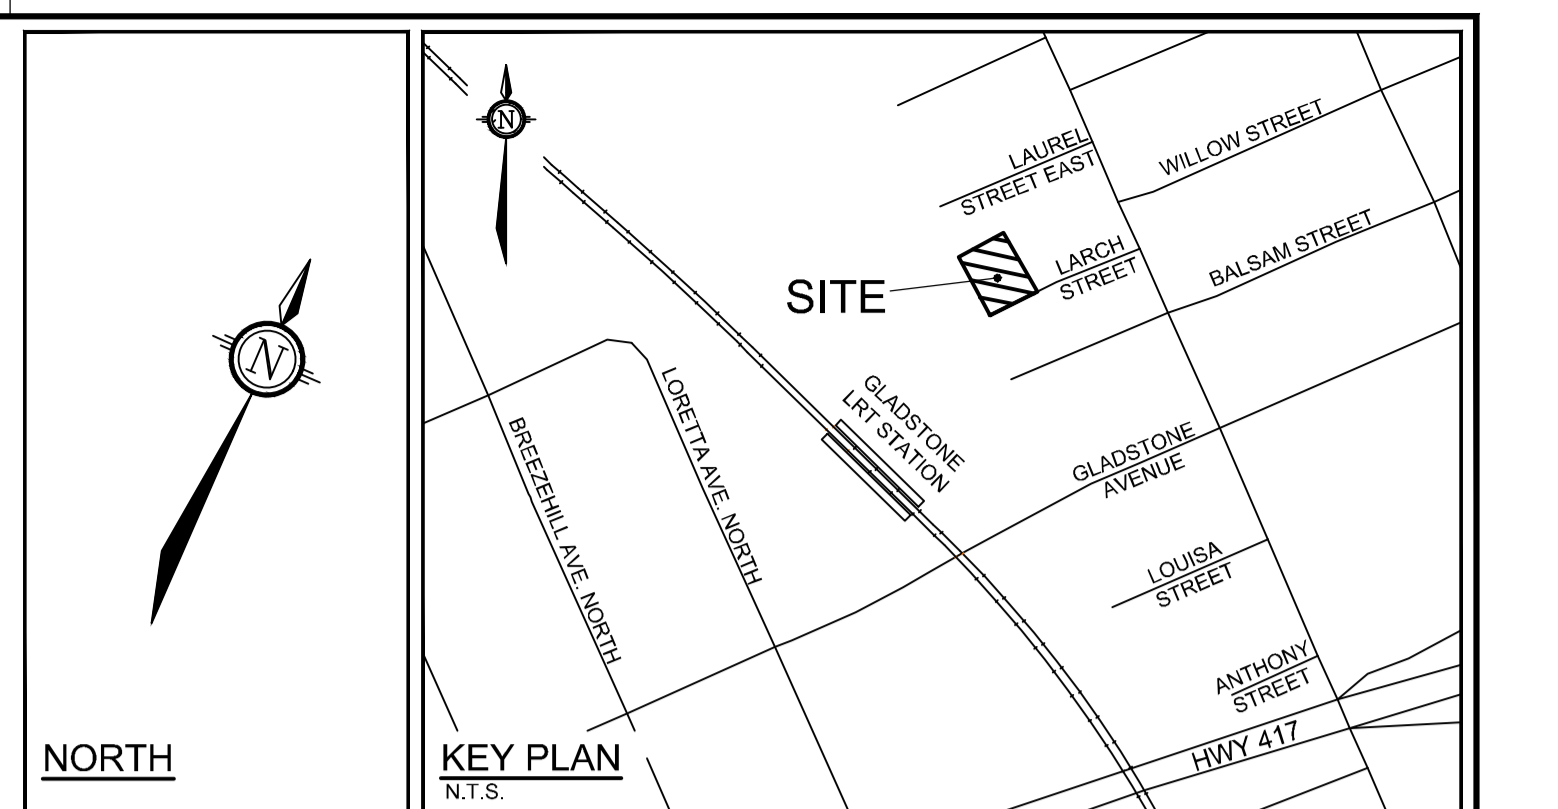 N
NORTH
N
LAUREL
STREET EAST
WILLOW STREET
LARCH
STREET
BALSAM STREET
SITE
GLADSTONE
LRT STATION
LORETTA AVE. NORTH
BREEZEHILL AVE. NORTH
GLADSTONE
AVENUE
LOUISA
STREET
ANTHONY
STREET
HWY 417
KEY PLAN
N.T.S.